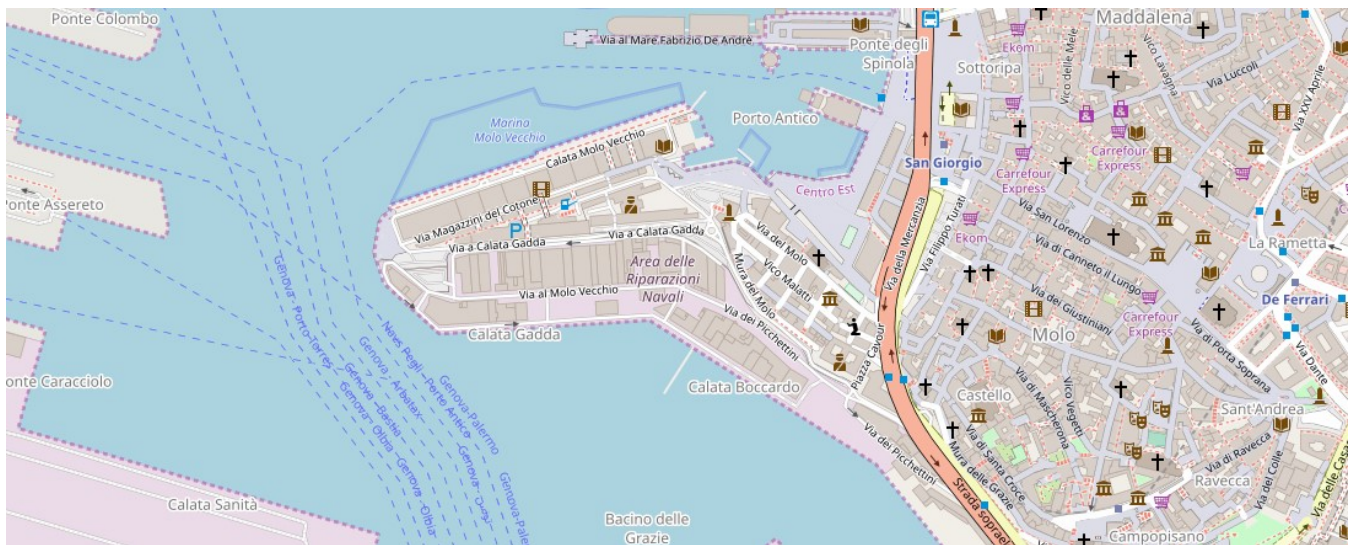 Ponte Colombo
Via al Mare Fabrizio De André
Ponte degli
Spinola
Maddalena
Ekom
Sottoripa
Vico delle Mele
Vico Lavagna
Via Luccoli
Via XXV Aprile
Marina
Molo Vecchio
Porto Antico
Calata Molo Vecchio
San Giorgio
Carrefour
Express
Carrefour
Express
Centro Est
Ponte Assereto
Via Magazzini del Cotone
Via a Calata Gadda
Via a Calata Gadda
Via del Molo
Vico Malatti
Mura del Molo
Via della Mercanzia
Via Filippo Turati
Ekom
Via San Lorenzo
Via di Canneto il Lungo
La Rametta
Area delle
Riparazioni
Navali
Via al Molo Vecchio
Via dei Giustiniani
De Ferrari
Carrefour
Express
Molo
Calata Gadda
Via dei Picchettini
Piazza Cavour
Via di Porta Soprana
Via Dante
Genova - Porto-Torres
Navis Pegli - Porto Antico
Genova-Palermo
Genova - Arbatax
Genova-Bastia
Genova-Olbia
Genova - Olbia
Calata Boccardo
Castello
Via di Mascherona
Vico Vegetti
Sant'Andrea
Via dei Picchettini
Via di Santa Croce
Mura delle Grazie
Via di Ravecca
Via del Colle
Ravecca
Calata Sanità
Bacino delle
Grazie
Campopisano